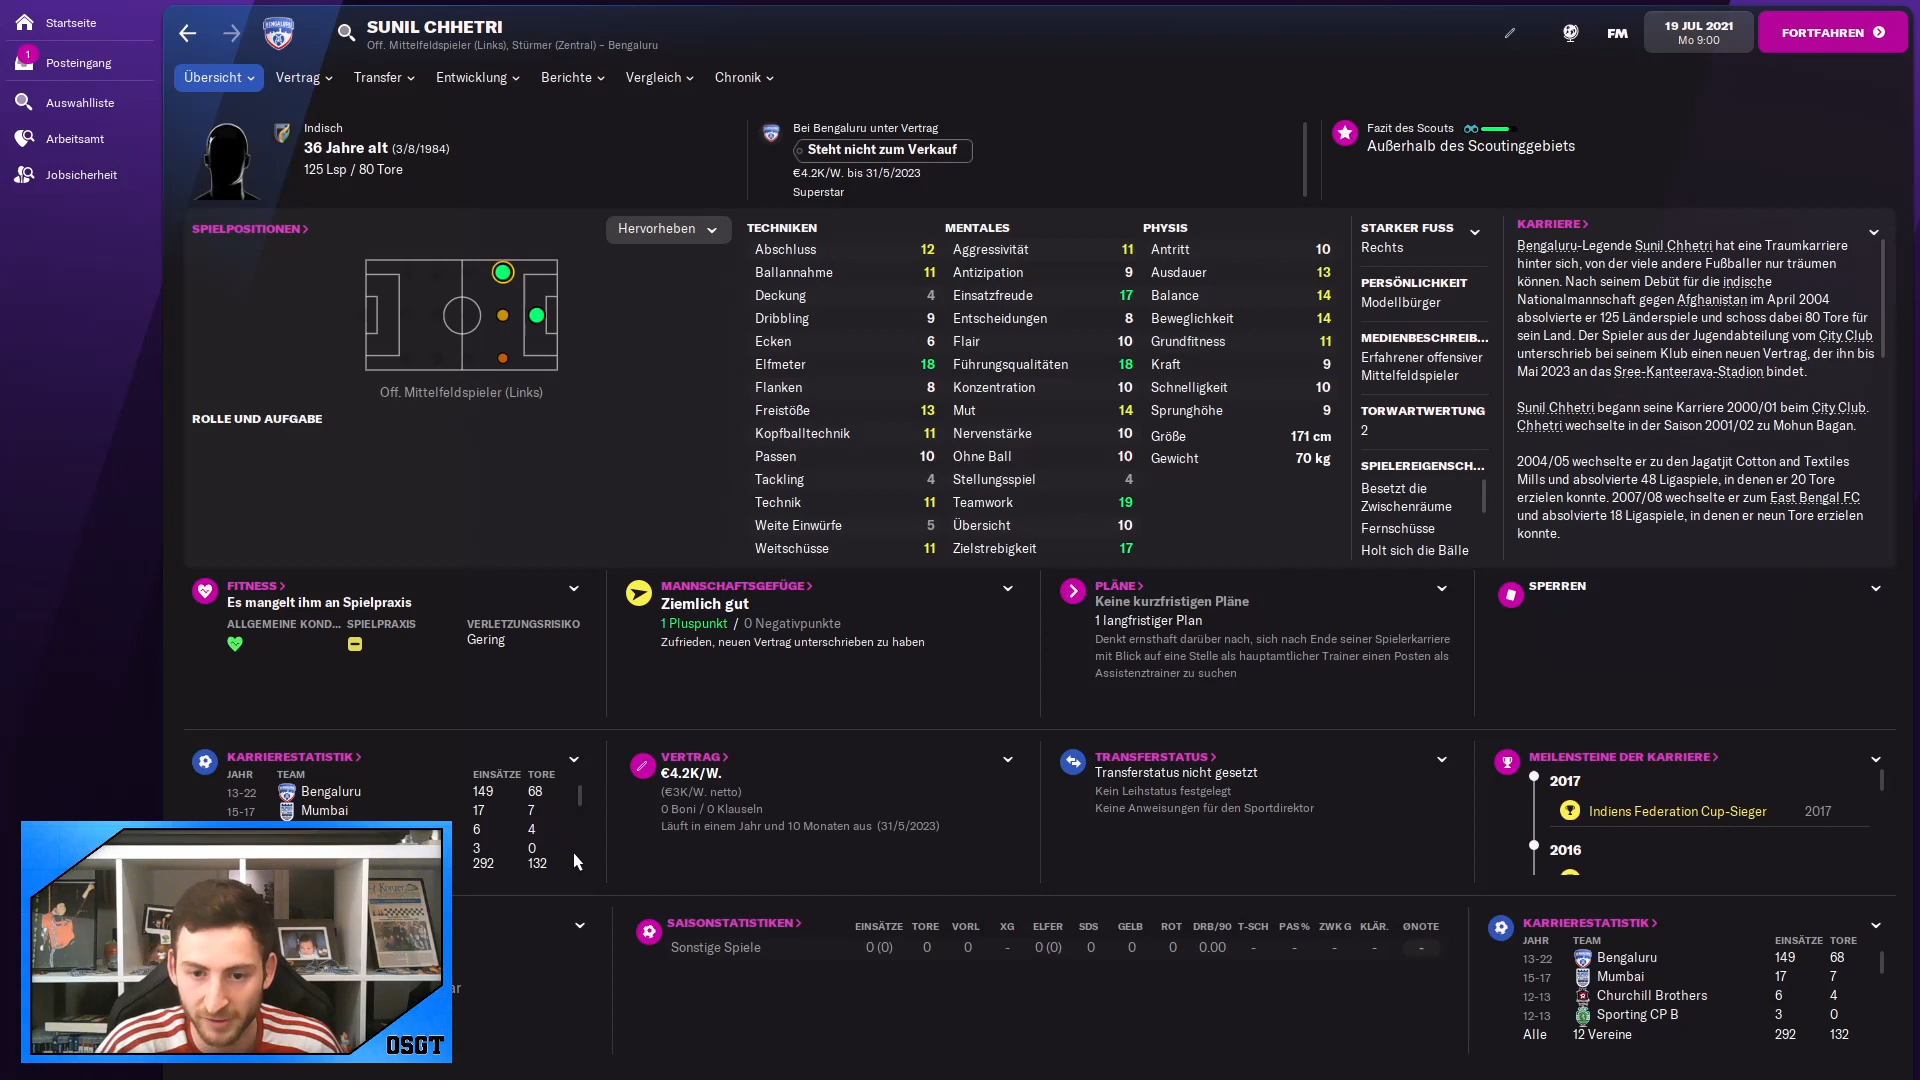 Startseite
1
Posteingang
Auswahlliste
Arbeitsamt
Jobsicherheit
SUNIL CHHETRI
Off. Mittelfeldspieler (Links), Stürmer (Zentral) - Bengaluru
FM
19 JUL 2021
Mo 9:00
FORTFAHREN
Übersicht
Vertrag
Transfer
Entwicklung
Berichte
Vergleich
Chronik
Indisch
36 Jahre alt (3/8/1984)
125 Lsp / 80 Tore
Bei Bengaluru unter Vertrag
Steht nicht zum Verkauf
€4.2K/W. bis 31/5/2023
Superstar
Fazit des Scouts
Außerhalb des Scoutinggebiets
SPIELPOSITIONEN
Hervorheben
Off. Mittelfeldspieler (Links)
ROLLE UND AUFGABE
TECHNIKEN
Abschluss 12
Ballannahme 11
Deckung 4
Dribbling 9
Ecken 6
Elfmeter 18
Flanken 8
Freistöße 13
Kopfballtechnik 11
Passen 10
Tackling 4
Technik 11
Weite Einwürfe 5
Weitschüsse 11
MENTALES
Aggressivität 11
Antizipation 9
Einsatzfreude 17
Entscheidungen 8
Flair 10
Führungsqualitäten 18
Konzentration 10
Mut 14
Nervenstärke 10
Ohne Ball 10
Stellungsspiel 4
Teamwork 19
Übersicht 10
Zielstrebigkeit 17
PHYSIS
Antritt 10
Ausdauer 13
Balance 14
Beweglichkeit 14
Grundfitness 11
Kraft 9
Schnelligkeit 10
Sprunghöhe 9
Größe 171 cm
Gewicht 70 kg
STARKER FUSS
Rechts
PERSÖNLICHKEIT
Modellbürger
MEDIENBESCHREIB...
Erfahrener offensiver
Mittelfeldspieler
TORWARTWERTUNG
2
SPIELEREIGENSCH...
Besetzt die
Zwischenräume
Fernschüsse
Holt sich die Bälle
KARRIERE
Bengaluru-Legende Sunil Chhetri hat eine Traumkarriere
hinter sich, von der viele andere Fußballer nur träumen
können. Nach seinem Debüt für die indische
Nationalmannschaft gegen Afghanistan im April 2004
absolvierte er 125 Länderspiele und schoss dabei 80 Tore für
sein Land. Der Spieler aus der Jugendabteilung vom City Club
unterschrieb bei seinem Klub einen neuen Vertrag, der ihn bis
Mai 2023 an das Sree-Kanteerava-Stadion bindet.
Sunil Chhetri begann seine Karriere 2000/01 beim City Club.
Chhetri wechselte in der Saison 2001/02 zu Mohun Bagan.
2004/05 wechselte er zu den Jagatjit Cotton and Textiles
Mills und absolvierte 48 Ligaspiele, in denen er 20 Tore
erzielen konnte. 2007/08 wechselte er zum East Bengal FC
und absolvierte 18 Ligaspiele, in denen er neun Tore erzielen
konnte.
FITNESS
Es mangelt ihm an Spielpraxis
ALLGEMEINE KOND... SPIELPRAXIS VERLETZUNGSRISIKO
Gering
MANNSCHAFTSGEFÜGE
Ziemlich gut
1 Pluspunkt / 0 Negativpunkte
Zufrieden, neuen Vertrag unterschrieben zu haben
PLÄNE
Keine kurzfristigen Pläne
1 langfristiger Plan
Denkt ernsthaft darüber nach, sich nach Ende seiner Spielerkarriere
mit Blick auf eine Stelle als hauptamtlicher Trainer einen Posten als
Assistenztrainer zu suchen
SPERREN
KARRIERESTATISTIK
JAHR TEAM EINSÄTZE TORE
13-22 Bengaluru 149 68
15-17 Mumbai 17 7
6 4
3 0
292 132
VERTRAG
€4.2K/W.
(€3K/W. netto)
0 Boni / 0 Klauseln
Läuft in einem Jahr und 10 Monaten aus (31/5/2023)
TRANSFERSTATUS
Transferstatus nicht gesetzt
Kein Leihstatus festgelegt
Keine Anweisungen für den Sportdirektor
MEILENSTEINE DER KARRIERE
2017
Indiens Federation Cup-Sieger 2017
2016
OSGT
ar
SAISONSTATISTIKEN EINSÄTZE TORE VORL XG ELFER SDS GELB ROT DRB/90 T-SCH PAS % ZWK G KLÄR. ØNOTE
Sonstige Spiele 0 (0) 0 0 - 0 (0) 0 0 0 0.00 - - - - -
KARRIERESTATISTIK
JAHR TEAM EINSÄTZE TORE
13-22 Bengaluru 149 68
15-17 Mumbai 17 7
12-13 Churchill Brothers 6 4
12-13 Sporting CP B 3 0
Alle 12 Vereine 292 132